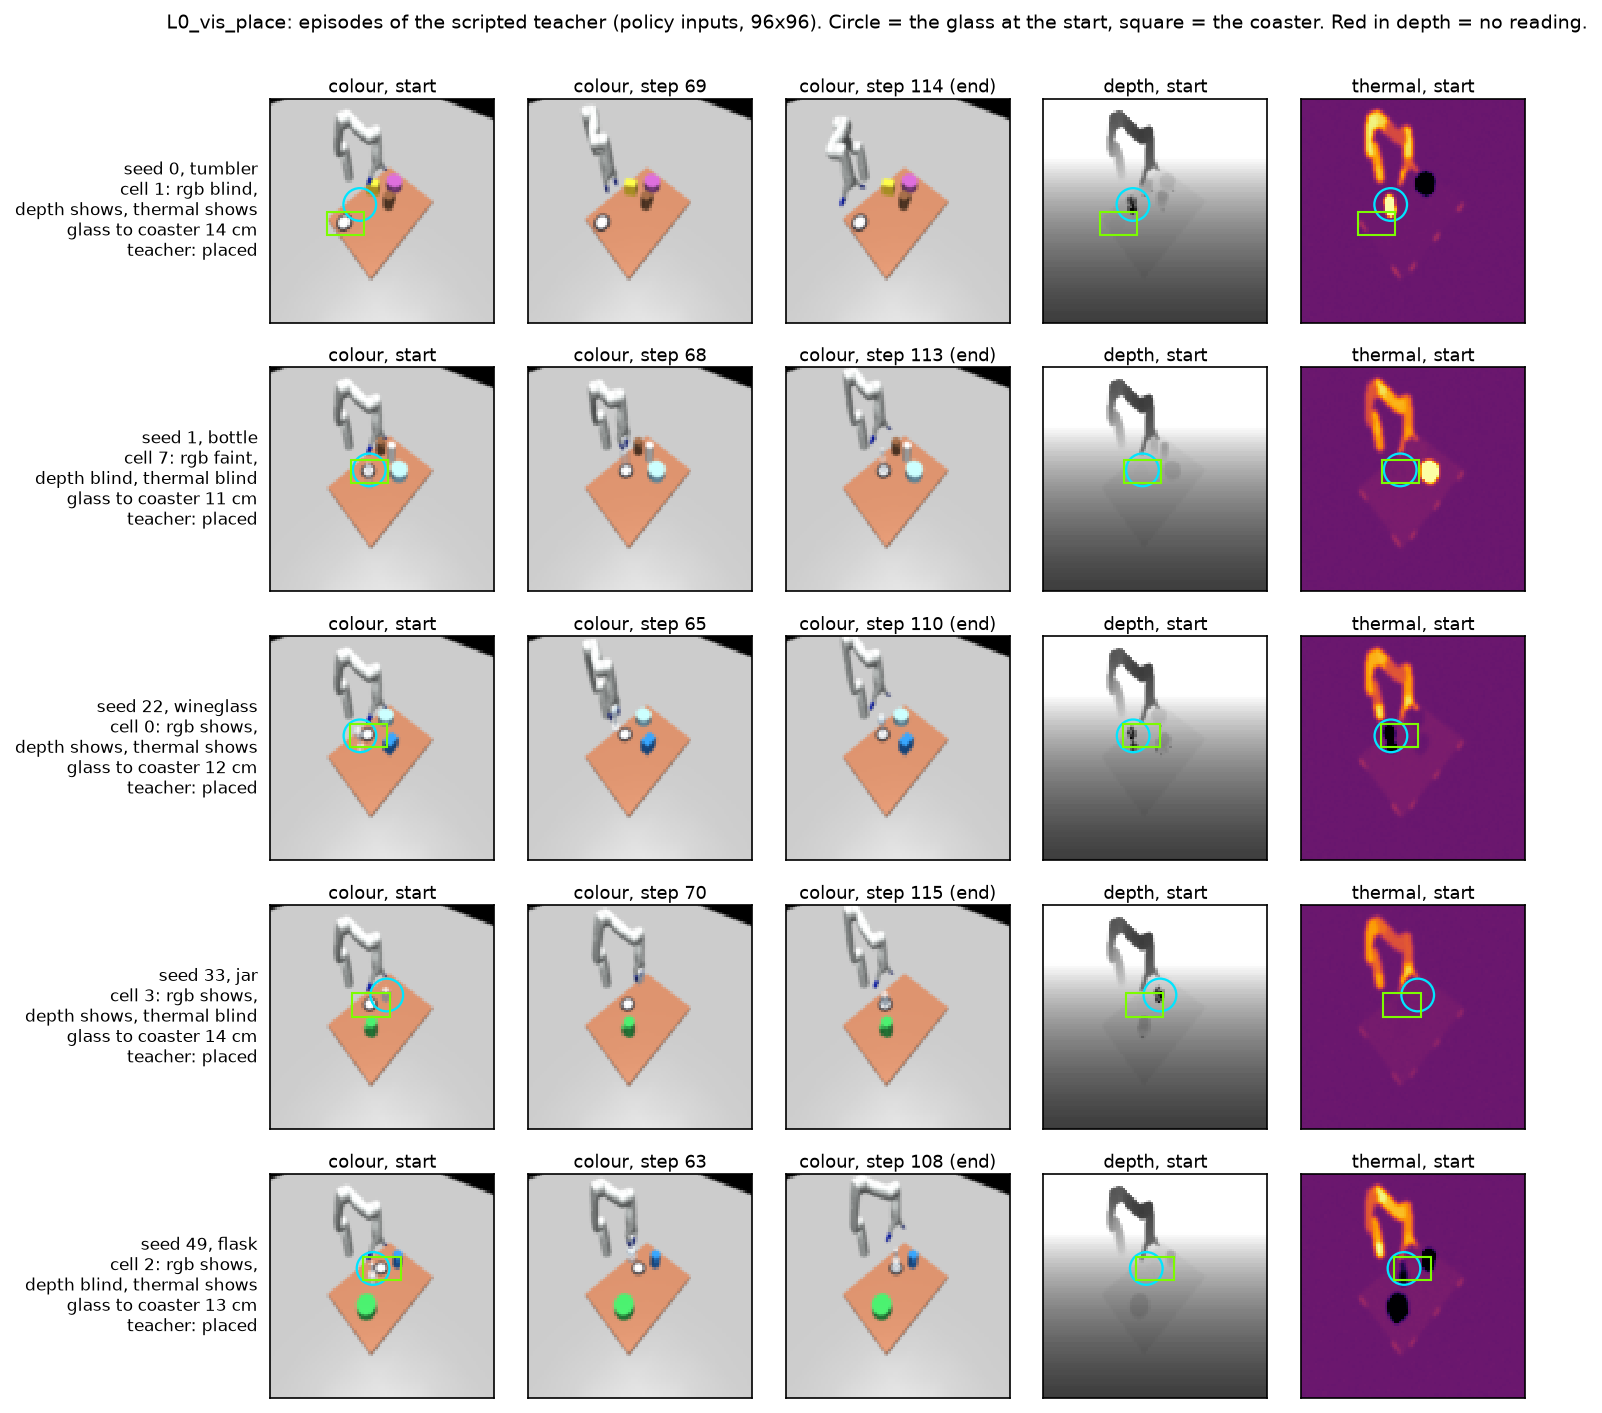 L0_vis_place: episodes of the scripted teacher (policy inputs, 96x96). Circle = the glass at the start, square = the coaster. Red in depth = no reading.
colour, start
colour, step 69
colour, step 114 (end)
depth, start
thermal, start
seed 0, tumbler
cell 1: rgb blind,
depth shows, thermal shows
glass to coaster 14 cm
teacher: placed
colour, start
colour, step 68
colour, step 113 (end)
depth, start
thermal, start
seed 1, bottle
cell 7: rgb faint,
depth blind, thermal blind
glass to coaster 11 cm
teacher: placed
colour, start
colour, step 65
colour, step 110 (end)
depth, start
thermal, start
seed 22, wineglass
cell 0: rgb shows,
depth shows, thermal shows
glass to coaster 12 cm
teacher: placed
colour, start
colour, step 70
colour, step 115 (end)
depth, start
thermal, start
seed 33, jar
cell 3: rgb shows,
depth shows, thermal blind
glass to coaster 14 cm
teacher: placed
colour, start
colour, step 63
colour, step 108 (end)
depth, start
thermal, start
seed 49, flask
cell 2: rgb shows,
depth blind, thermal shows
glass to coaster 13 cm
teacher: placed